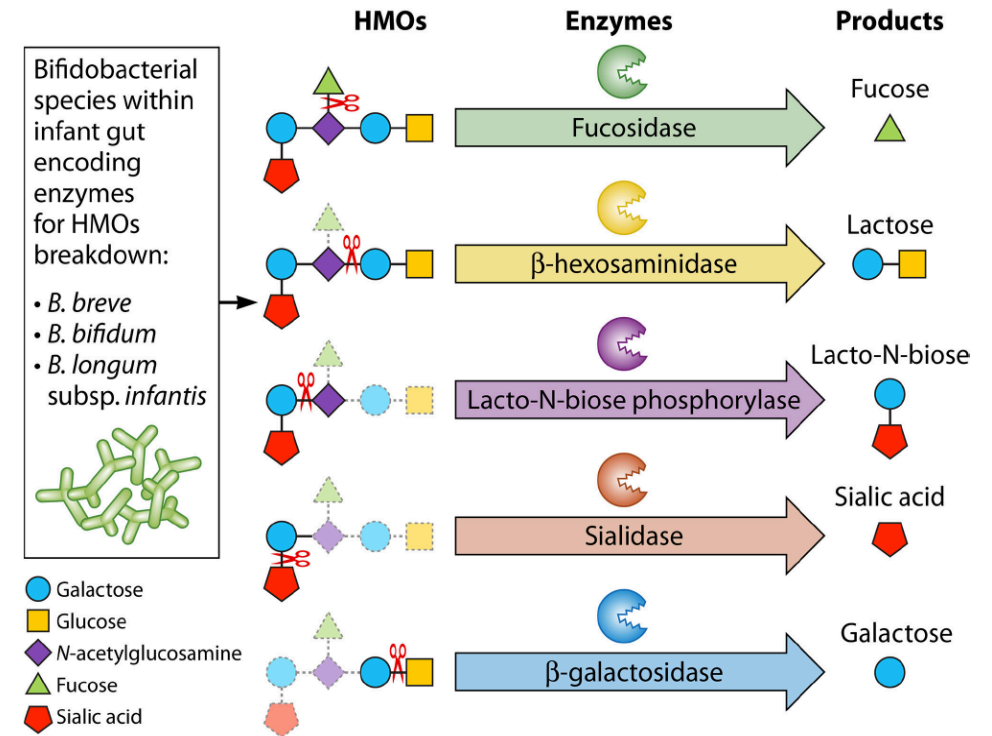 HMOs
Enzymes
Products
Bifidobacterial
species within
infant gut
encoding
enzymes
for HMOs
breakdown:
• B. breve
• B. bifidum
• B. longum
subsp. infantis
Fucosidase
Fucose
β-hexosaminidase
Lactose
Lacto-N-biose phosphorylase
Lacto-N-biose
Sialidase
Sialic acid
β-galactosidase
Galactose
Galactose
Glucose
N-acetylglucosamine
Fucose
Sialic acid